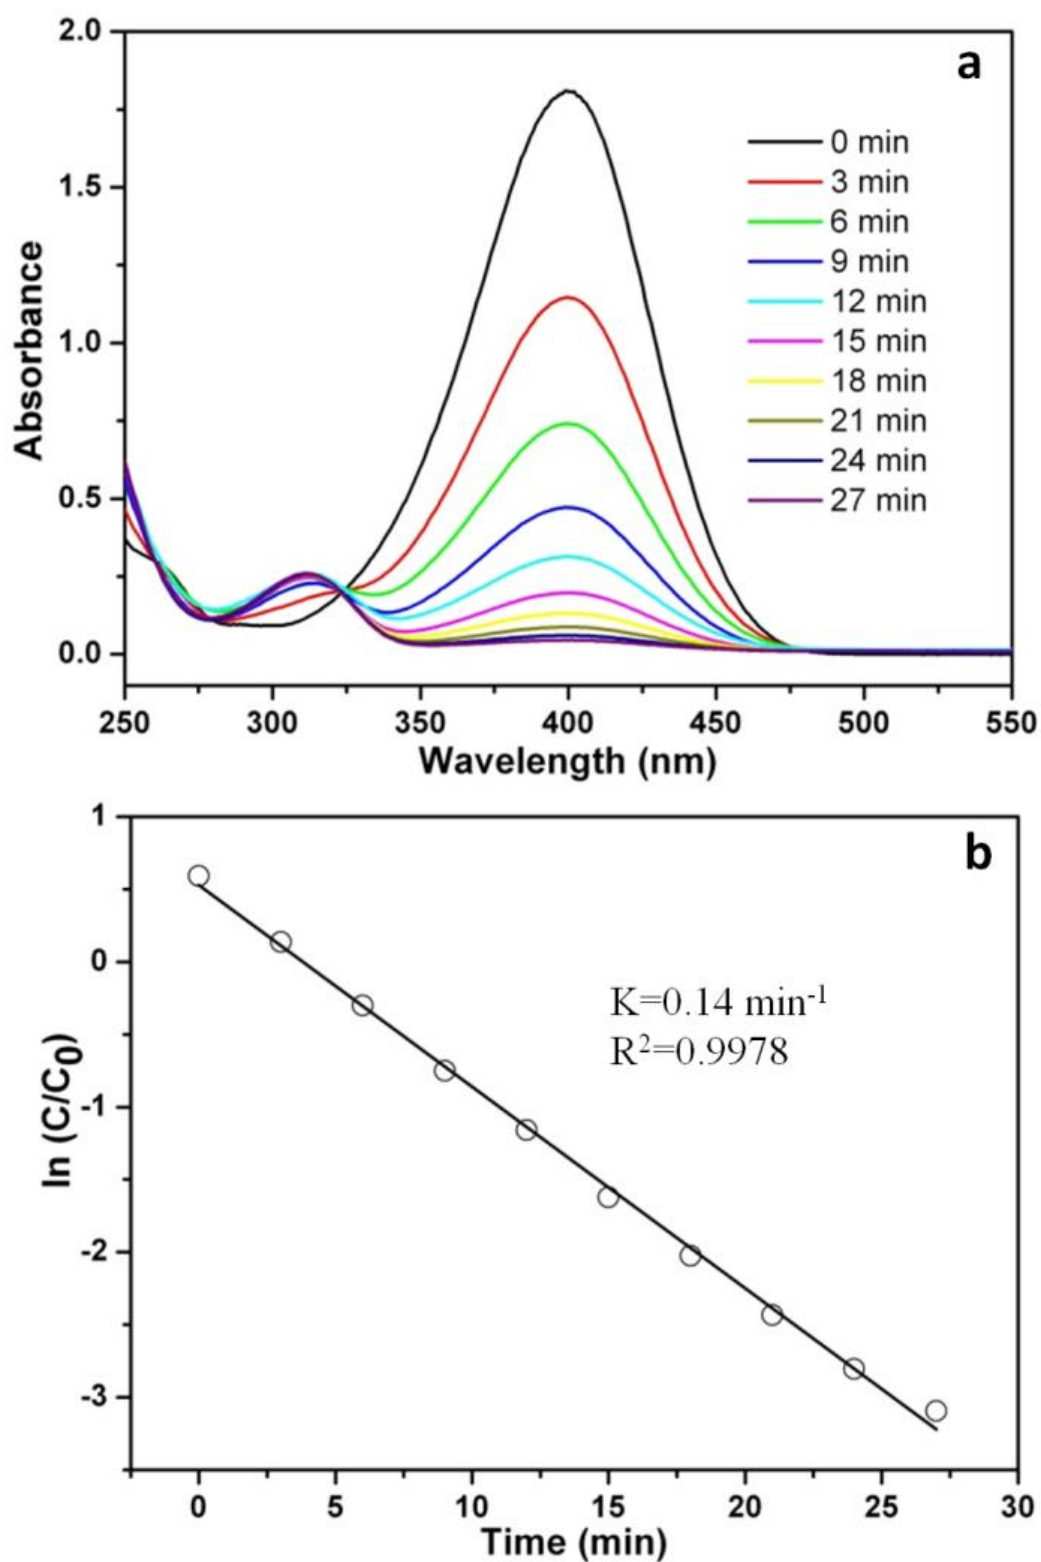 a
2.0
1.5
1.0
0.5
0.0
Absorbance
0 min
3 min
6 min
9 min
12 min
15 min
18 min
21 min
24 min
27 min
250 300 350 400 450 500 550
Wavelength (nm)
b
1
0
-1
-2
-3
ln (C/C₀)
K=0.14 min⁻¹
R²=0.9978
0 5 10 15 20 25 30
Time (min)